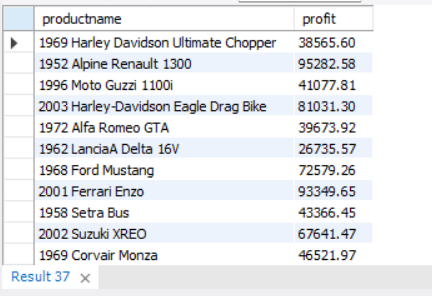 productname profit
1969 Harley Davidson Ultimate Chopper 38565.60
1952 Alpine Renault 1300 95282.58
1996 Moto Guzzi 1100i 41077.81
2003 Harley-Davidson Eagle Drag Bike 81031.30
1972 Alfa Romeo GTA 39673.92
1962 LanciaA Delta 16V 26735.57
1968 Ford Mustang 72579.26
2001 Ferrari Enzo 93349.65
1958 Setra Bus 43366.45
2002 Suzuki XREO 67641.47
1969 Corvair Monza 46521.97
Result 37 ×